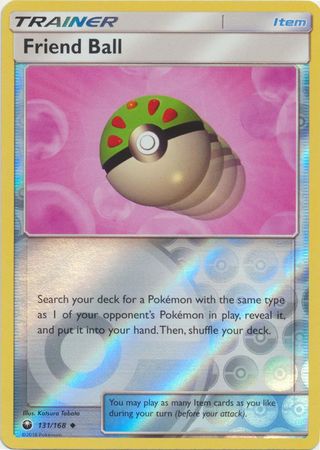 TRAINER Item
Friend Ball
Search your deck for a Pokémon with the same type
as 1 of your opponent's Pokémon in play, reveal it,
and put it into your hand. Then, shuffle your deck.
You may play as many Item cards as you like
during your turn (before your attack).
Illus. Katsura Tabata
131/168
©2018 Pokémon